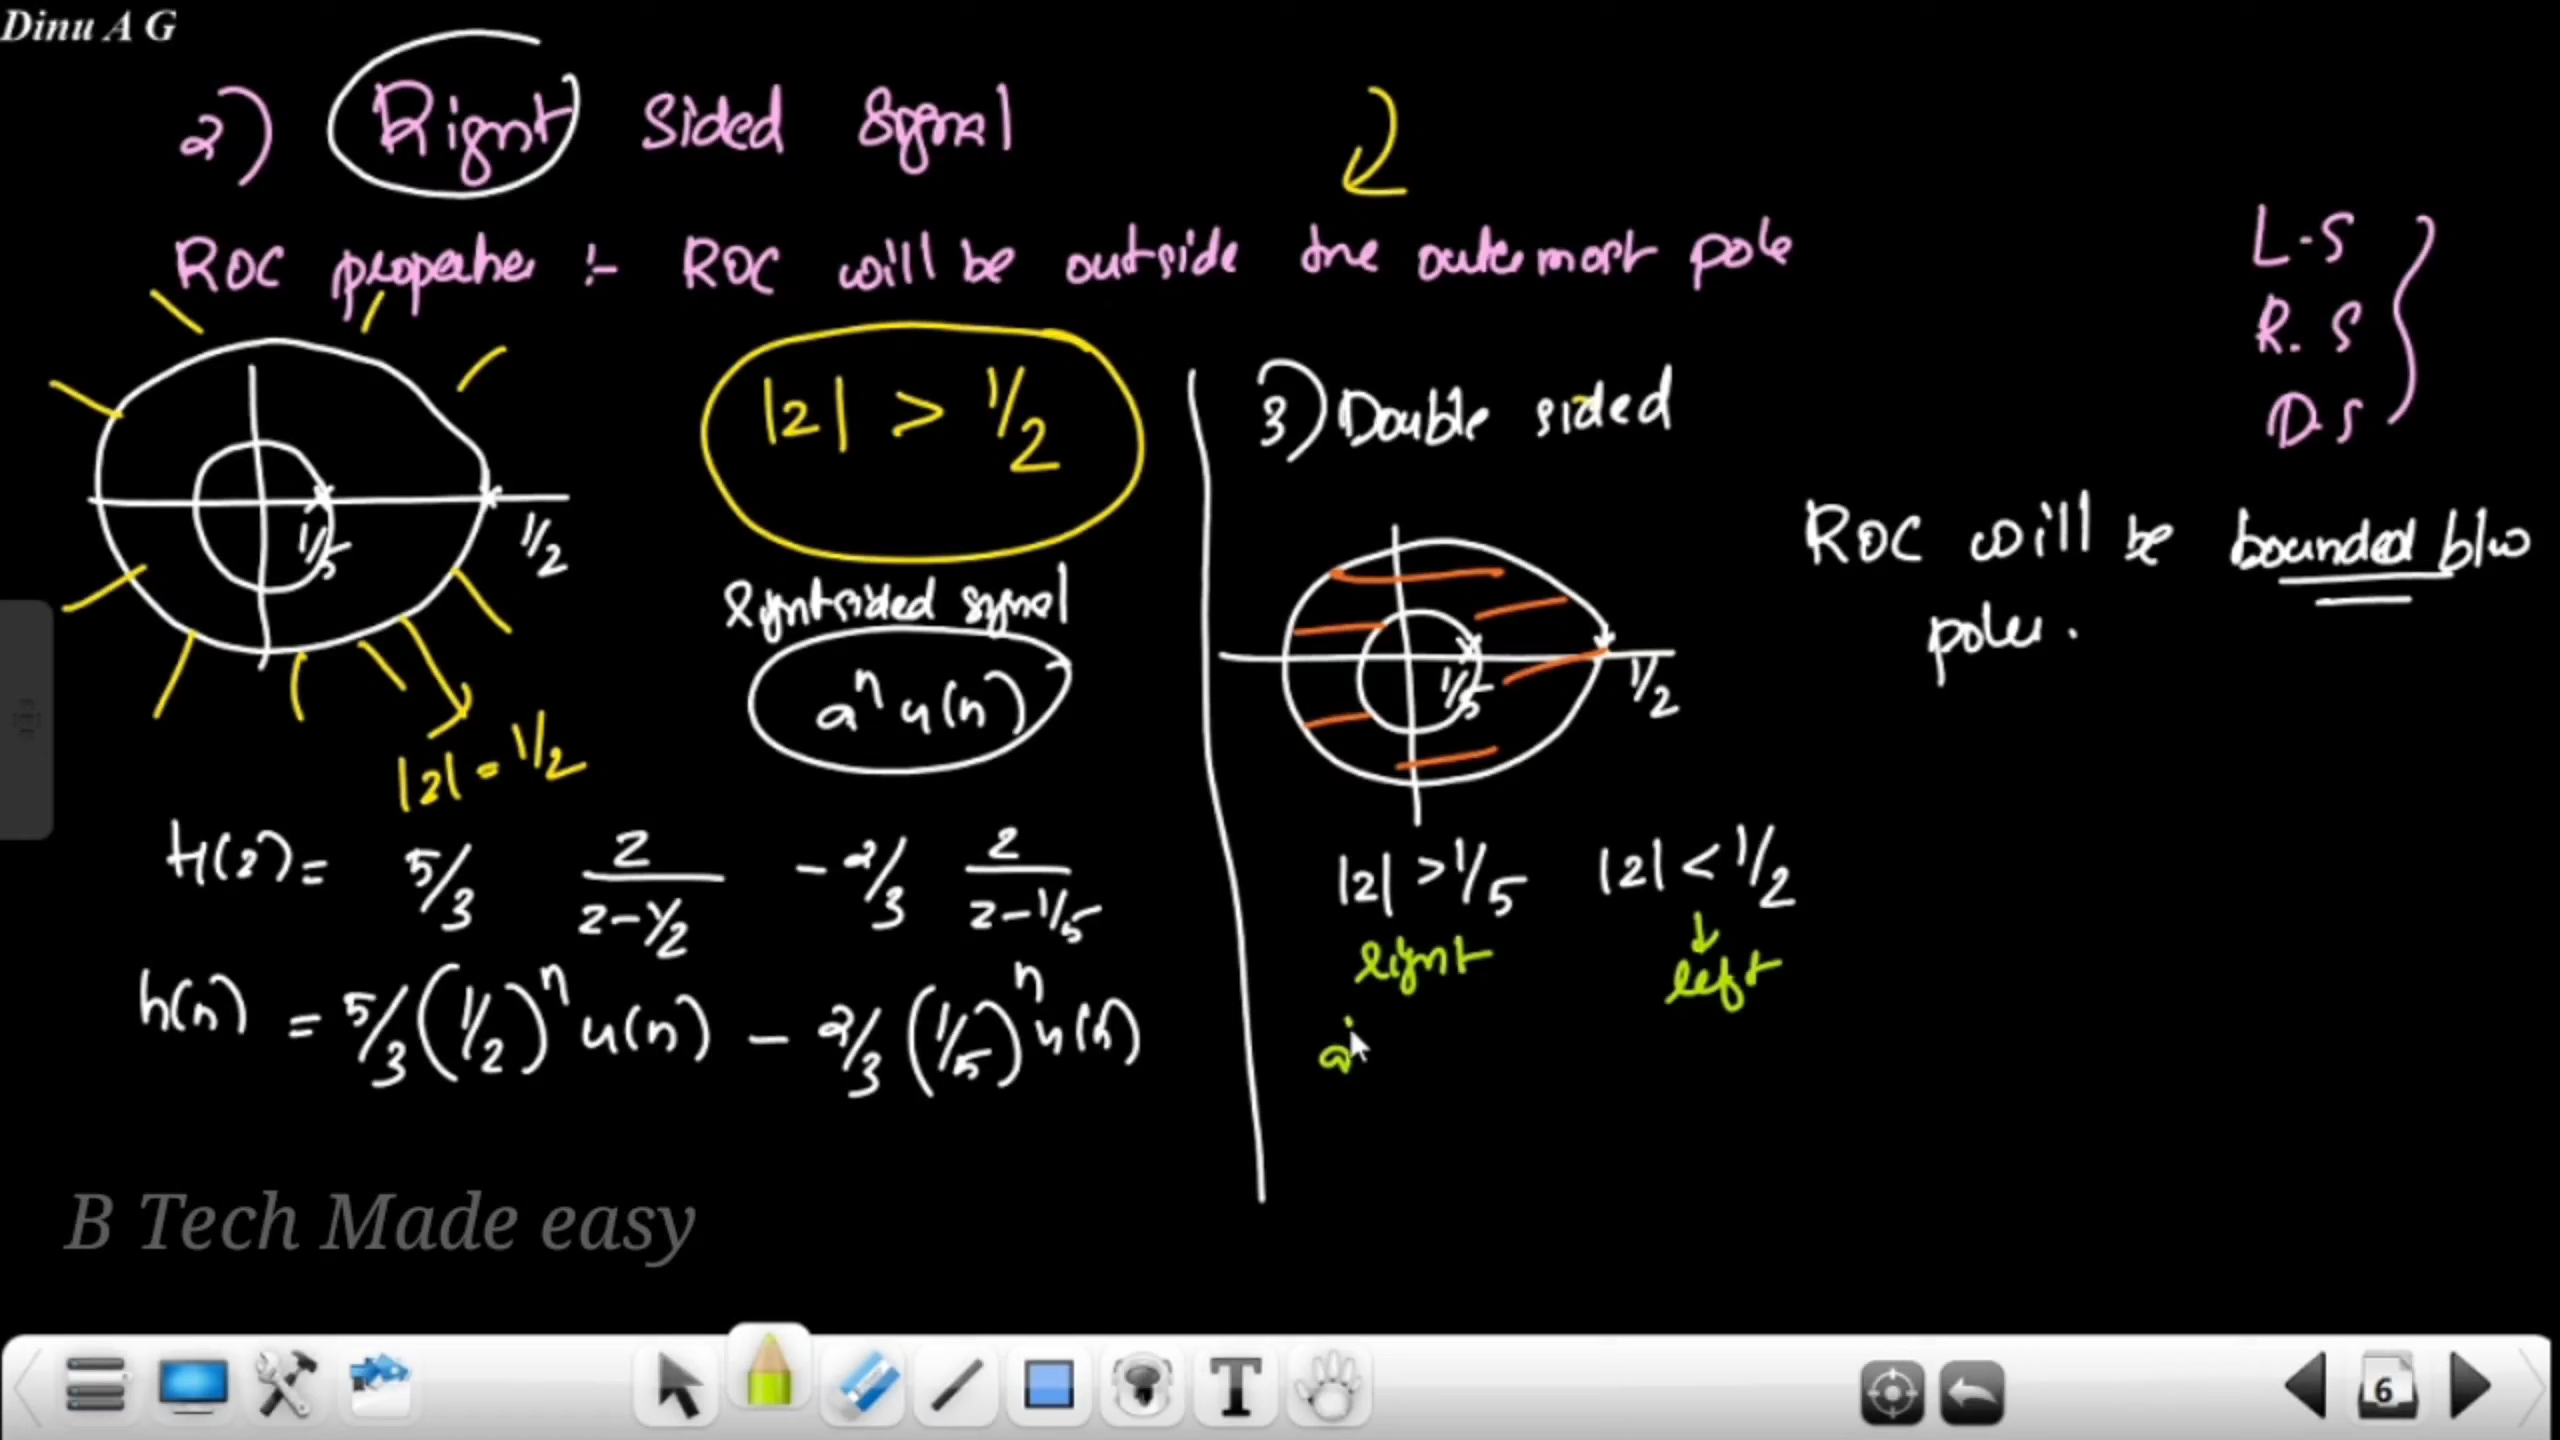 Dinu A G
2) Right Sided Signal
ROC properties :- ROC will be outside the outermost pole
L-S
R.S
D.S
|z| > 1/2
1/5
1/2
|z| = 1/2
Rightsided signal
a^n u(n)
H(z) = 5/3 z/(z-1/2) - 2/3 z/(z-1/5)
h(n) = 5/3 (1/2)^n u(n) - 2/3 (1/5)^n u(n)
3) Double sided
1/5
1/2
ROC will be bounded b/w
poles.
|z| > 1/5 |z| < 1/2
right left
a
B Tech Made easy
T
6